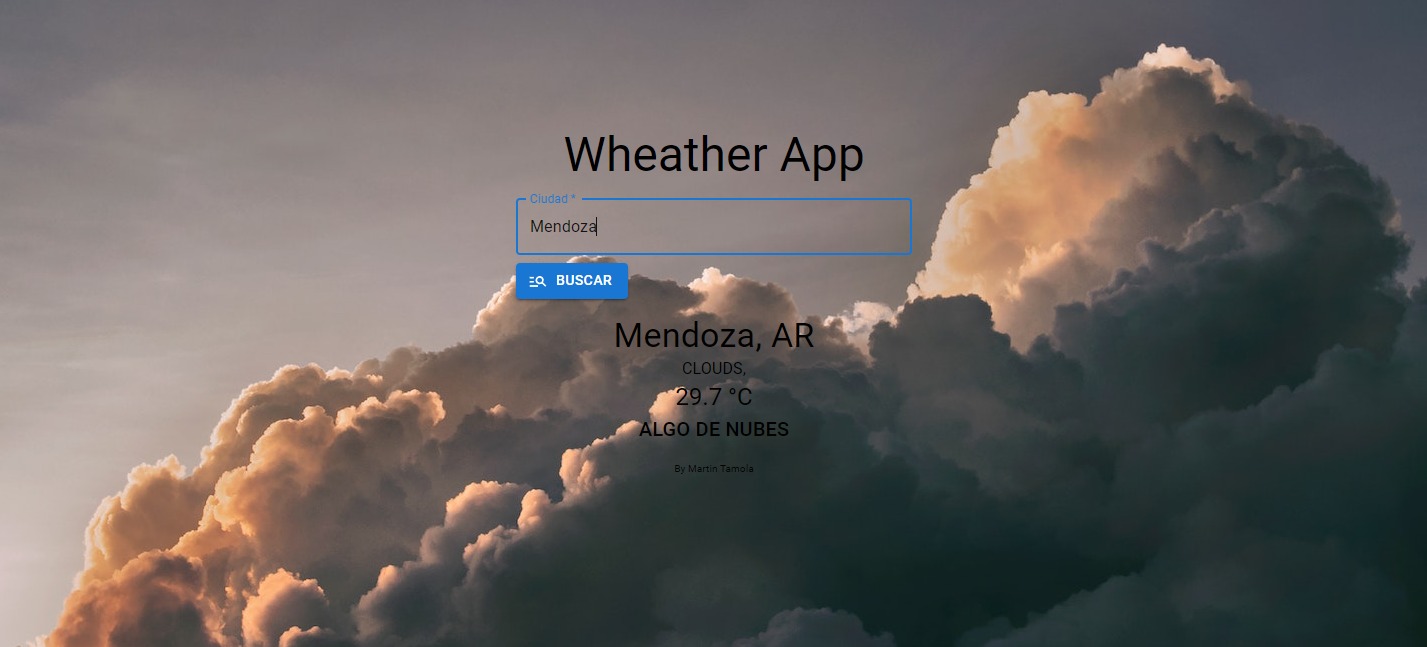 Wheather App
Ciudad *
Mendoza
BUSCAR
Mendoza, AR
CLOUDS,
29.7 °C
ALGO DE NUBES
By Martin Tamola